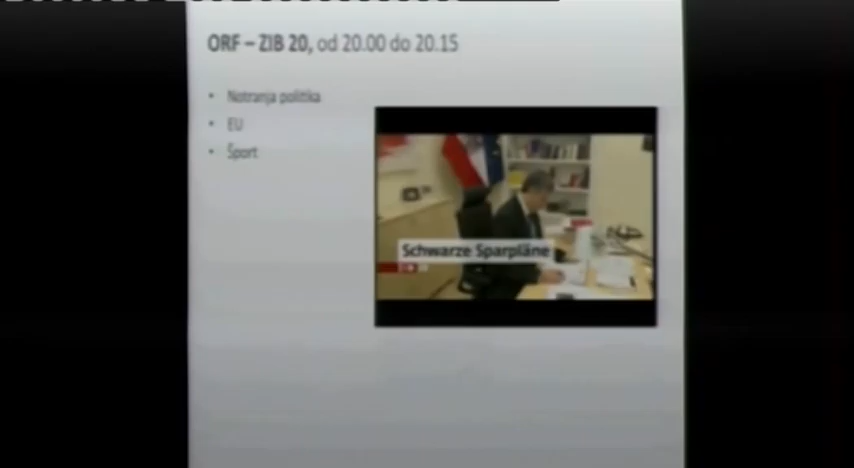 ORF – ZIB 20, od 20.00 do 20.15
• Notranja politika
• EU
• Šport
Schwarze Sparpläne